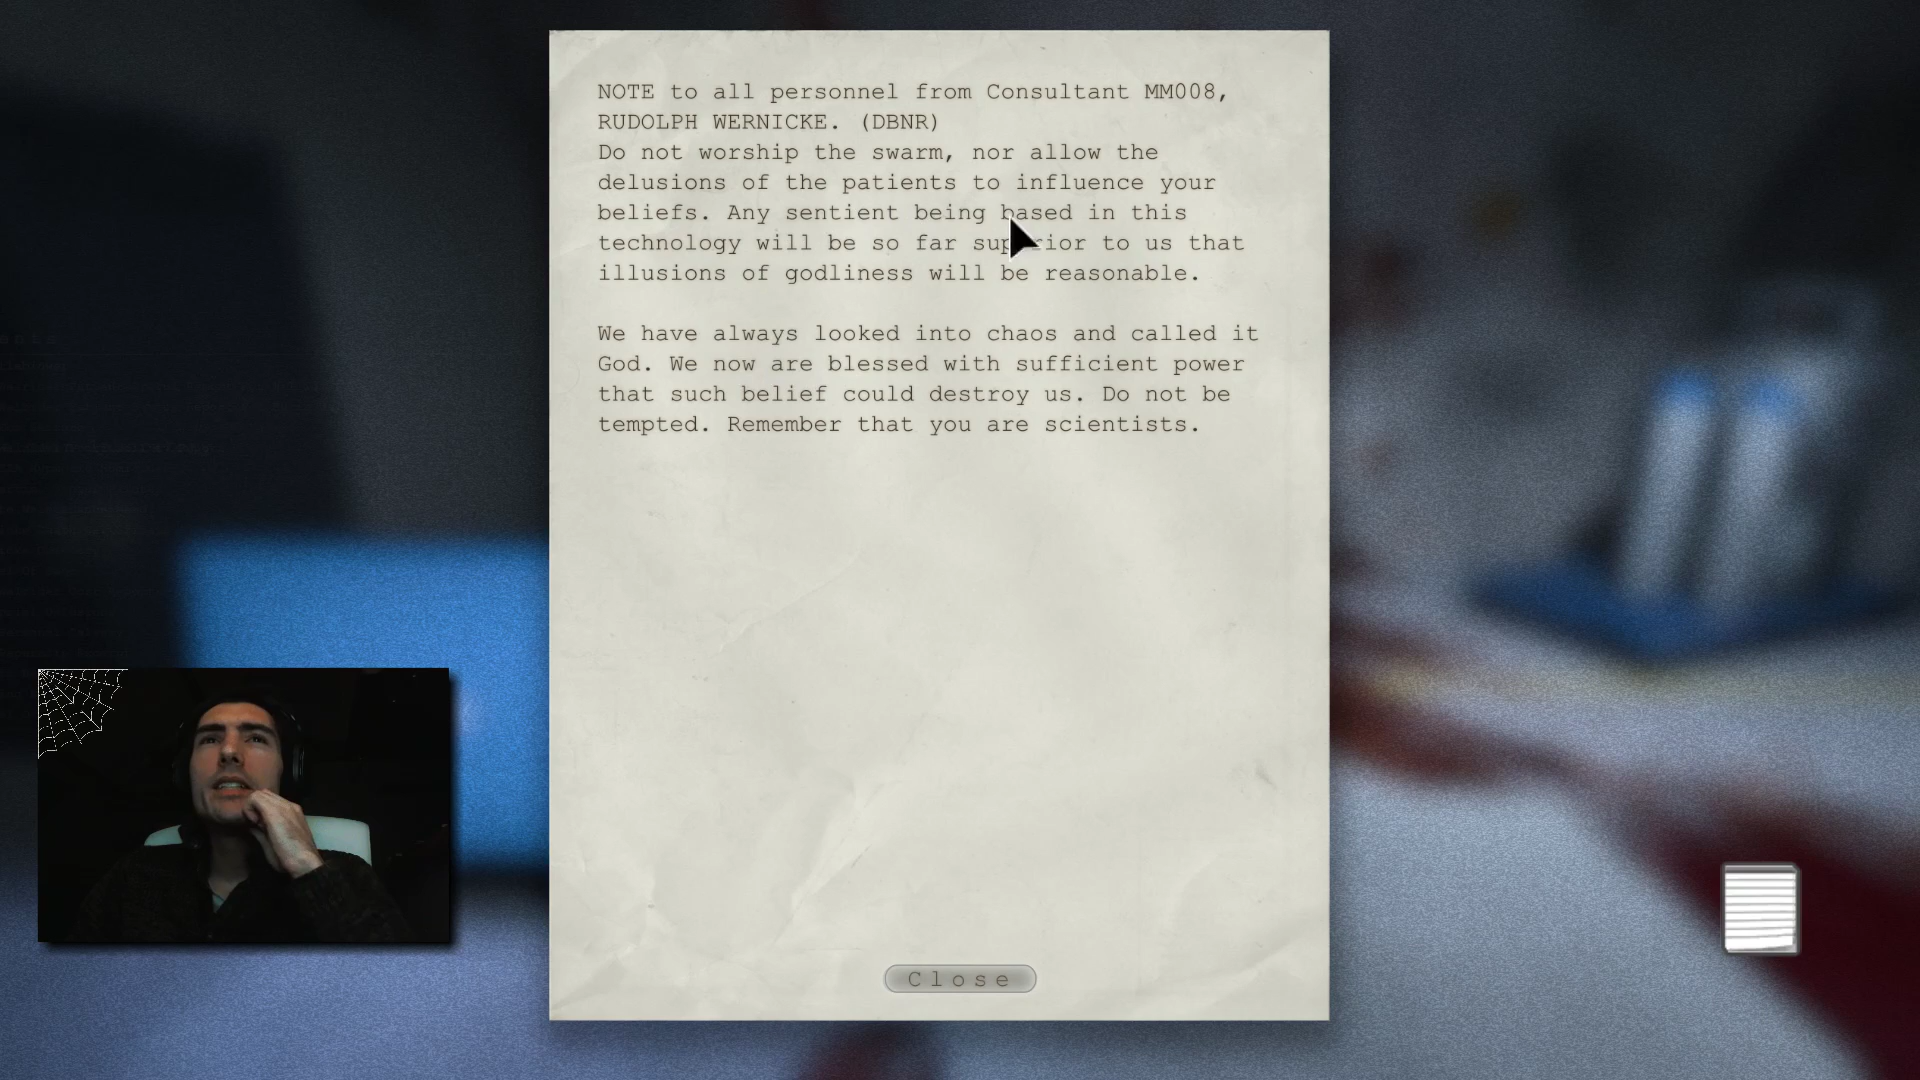 NOTE to all personnel from Consultant MM008,
RUDOLPH WERNICKE. (DBNR)
Do not worship the swarm, nor allow the
delusions of the patients to influence your
beliefs. Any sentient being based in this
technology will be so far superior to us that
illusions of godliness will be reasonable.
We have always looked into chaos and called it
God. We now are blessed with sufficient power
that such belief could destroy us. Do not be
tempted. Remember that you are scientists.
Close